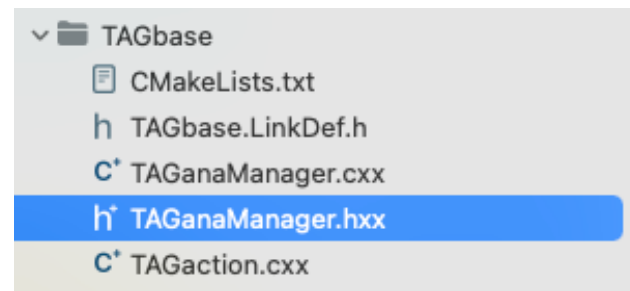 TAGbase
CMakeLists.txt
h TAGbase.LinkDef.h
C+ TAGanaManager.cxx
h+ TAGanaManager.hxx
C+ TAGaction.cxx